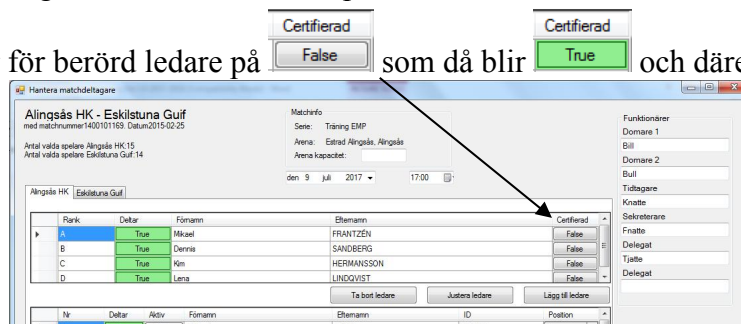 Certifierad Certifierad
för berörd ledare på False som då blir True och däre
Hantera matchdeltagare
Alingsås HK - Eskilstuna Guif
med matchnummer1400101169. Datum2015-02-25
Antal valda spelare Alingsås HK:15
Antal valda spelare Eskilstuna Guif:14
Matchinfo
Serie: Träning EMP
Arena: Estrad Alingsås, Alingsås
Arena kapacitet:
den 9 juli 2017 17:00
Funktionärer
Domare 1
Bill
Domare 2
Bull
Tidtagare
Knatte
Sekreterare
Fnatte
Delegat
Tjatte
Delegat
Alingsås HK Eskilstuna Guif
Rank Deltar Förnamn Efternamn Certifierad
A True Mikael FRANTZÉN False
B True Dennis SANDBERG False
C True Kim HERMANSSON False
D True Lena LINDQVIST False
Ta bort ledare Justera ledare Lägg till ledare
Nr Deltar Aktiv Förnamn Efternamn ID Position